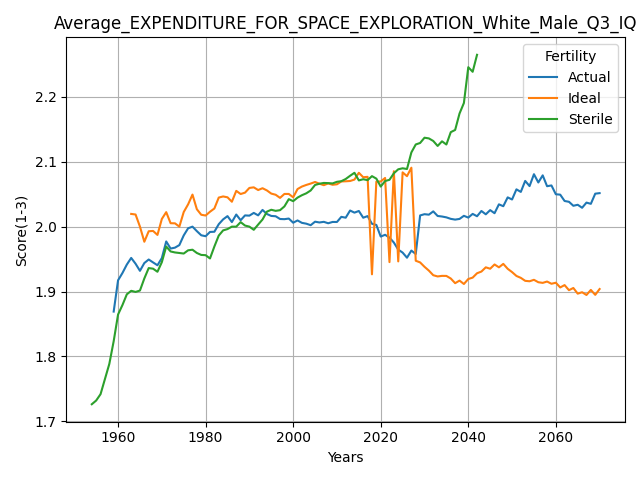 Average_EXPENDITURE_FOR_SPACE_EXPLORATION_White_Male_Q3_IQ
Fertility
Actual
Ideal
Sterile
Score(1-3)
2.2
2.1
2.0
1.9
1.8
1.7
1960 1980 2000 2020 2040 2060
Years